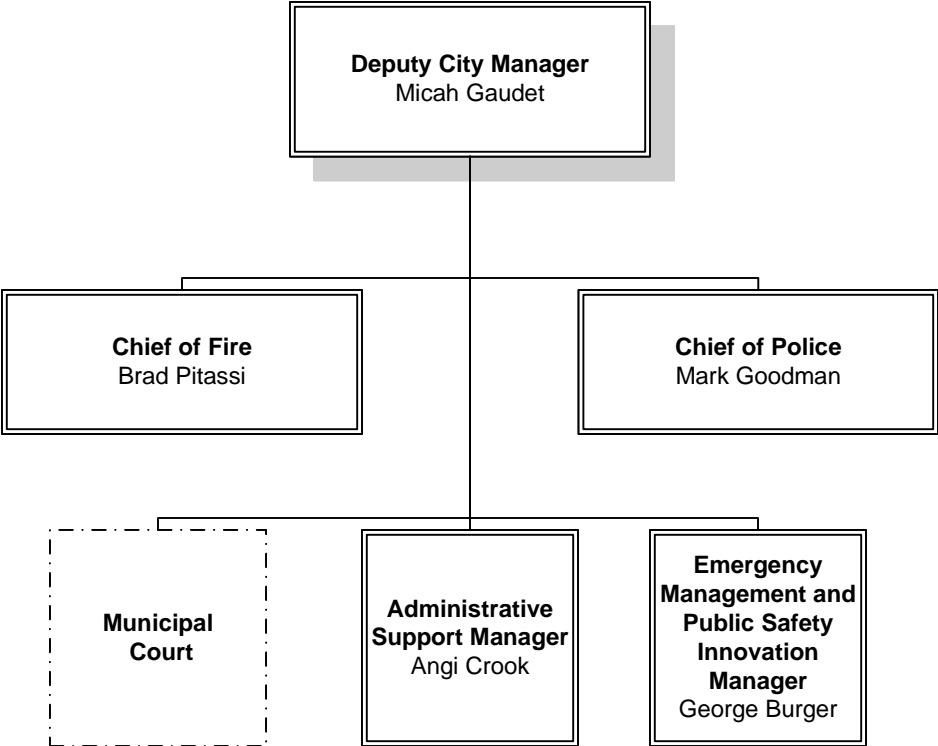 Deputy City Manager
Micah Gaudet
Chief of Fire
Brad Pitassi
Chief of Police
Mark Goodman
Municipal
Court
Administrative
Support Manager
Angi Crook
Emergency
Management and
Public Safety
Innovation
Manager
George Burger